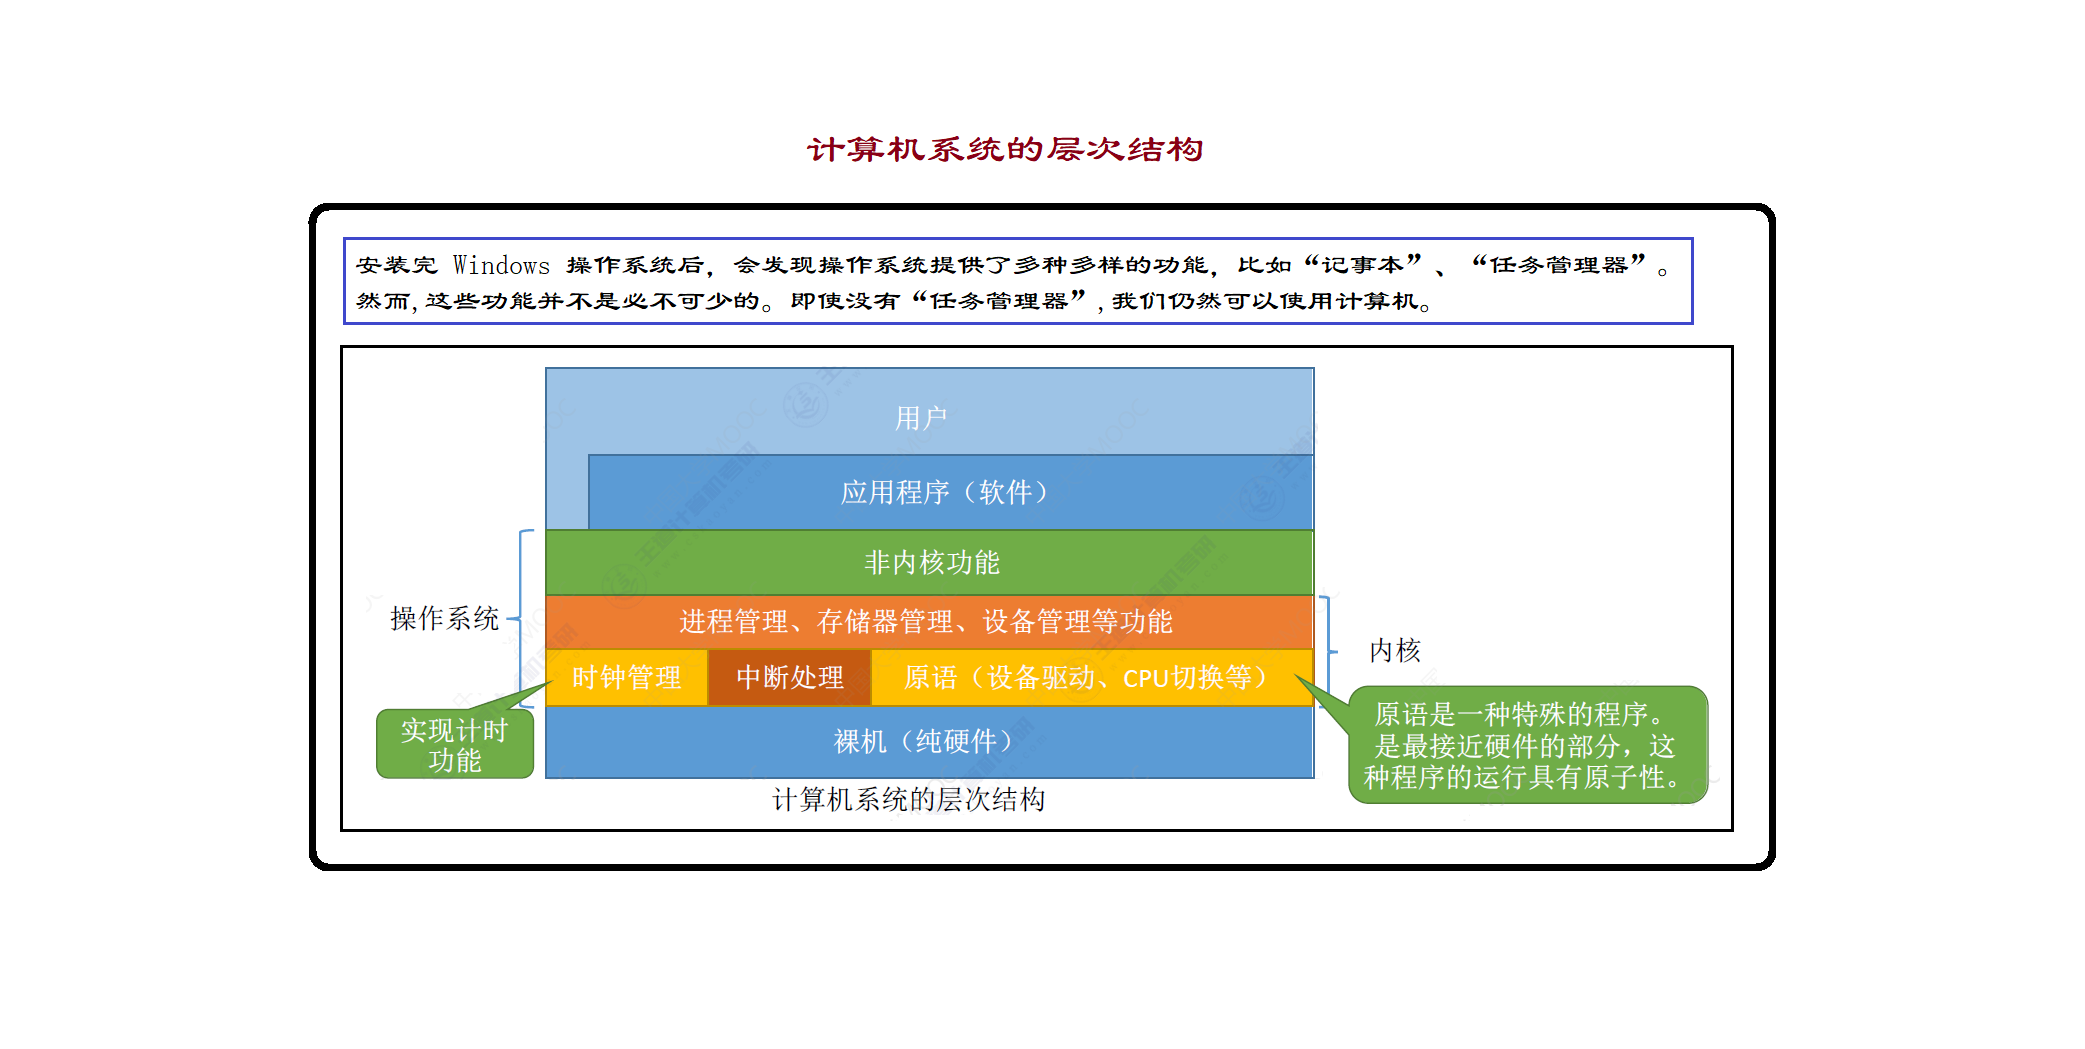 计算机系统的层次结构
安装完 Windows 操作系统后，会发现操作系统提供了多种多样的功能，比如“记事本”、“任务管理器”。
然而,这些功能并不是必不可少的。即使没有“任务管理器”,我们仍然可以使用计算机。
用户
应用程序（软件）
非内核功能
操作系统
进程管理、存储器管理、设备管理等功能
内核
时钟管理
中断处理
原语（设备驱动、CPU切换等）
实现计时
功能
原语是一种特殊的程序。
是最接近硬件的部分，这
种程序的运行具有原子性。
裸机（纯硬件）
计算机系统的层次结构
王道计算机考研